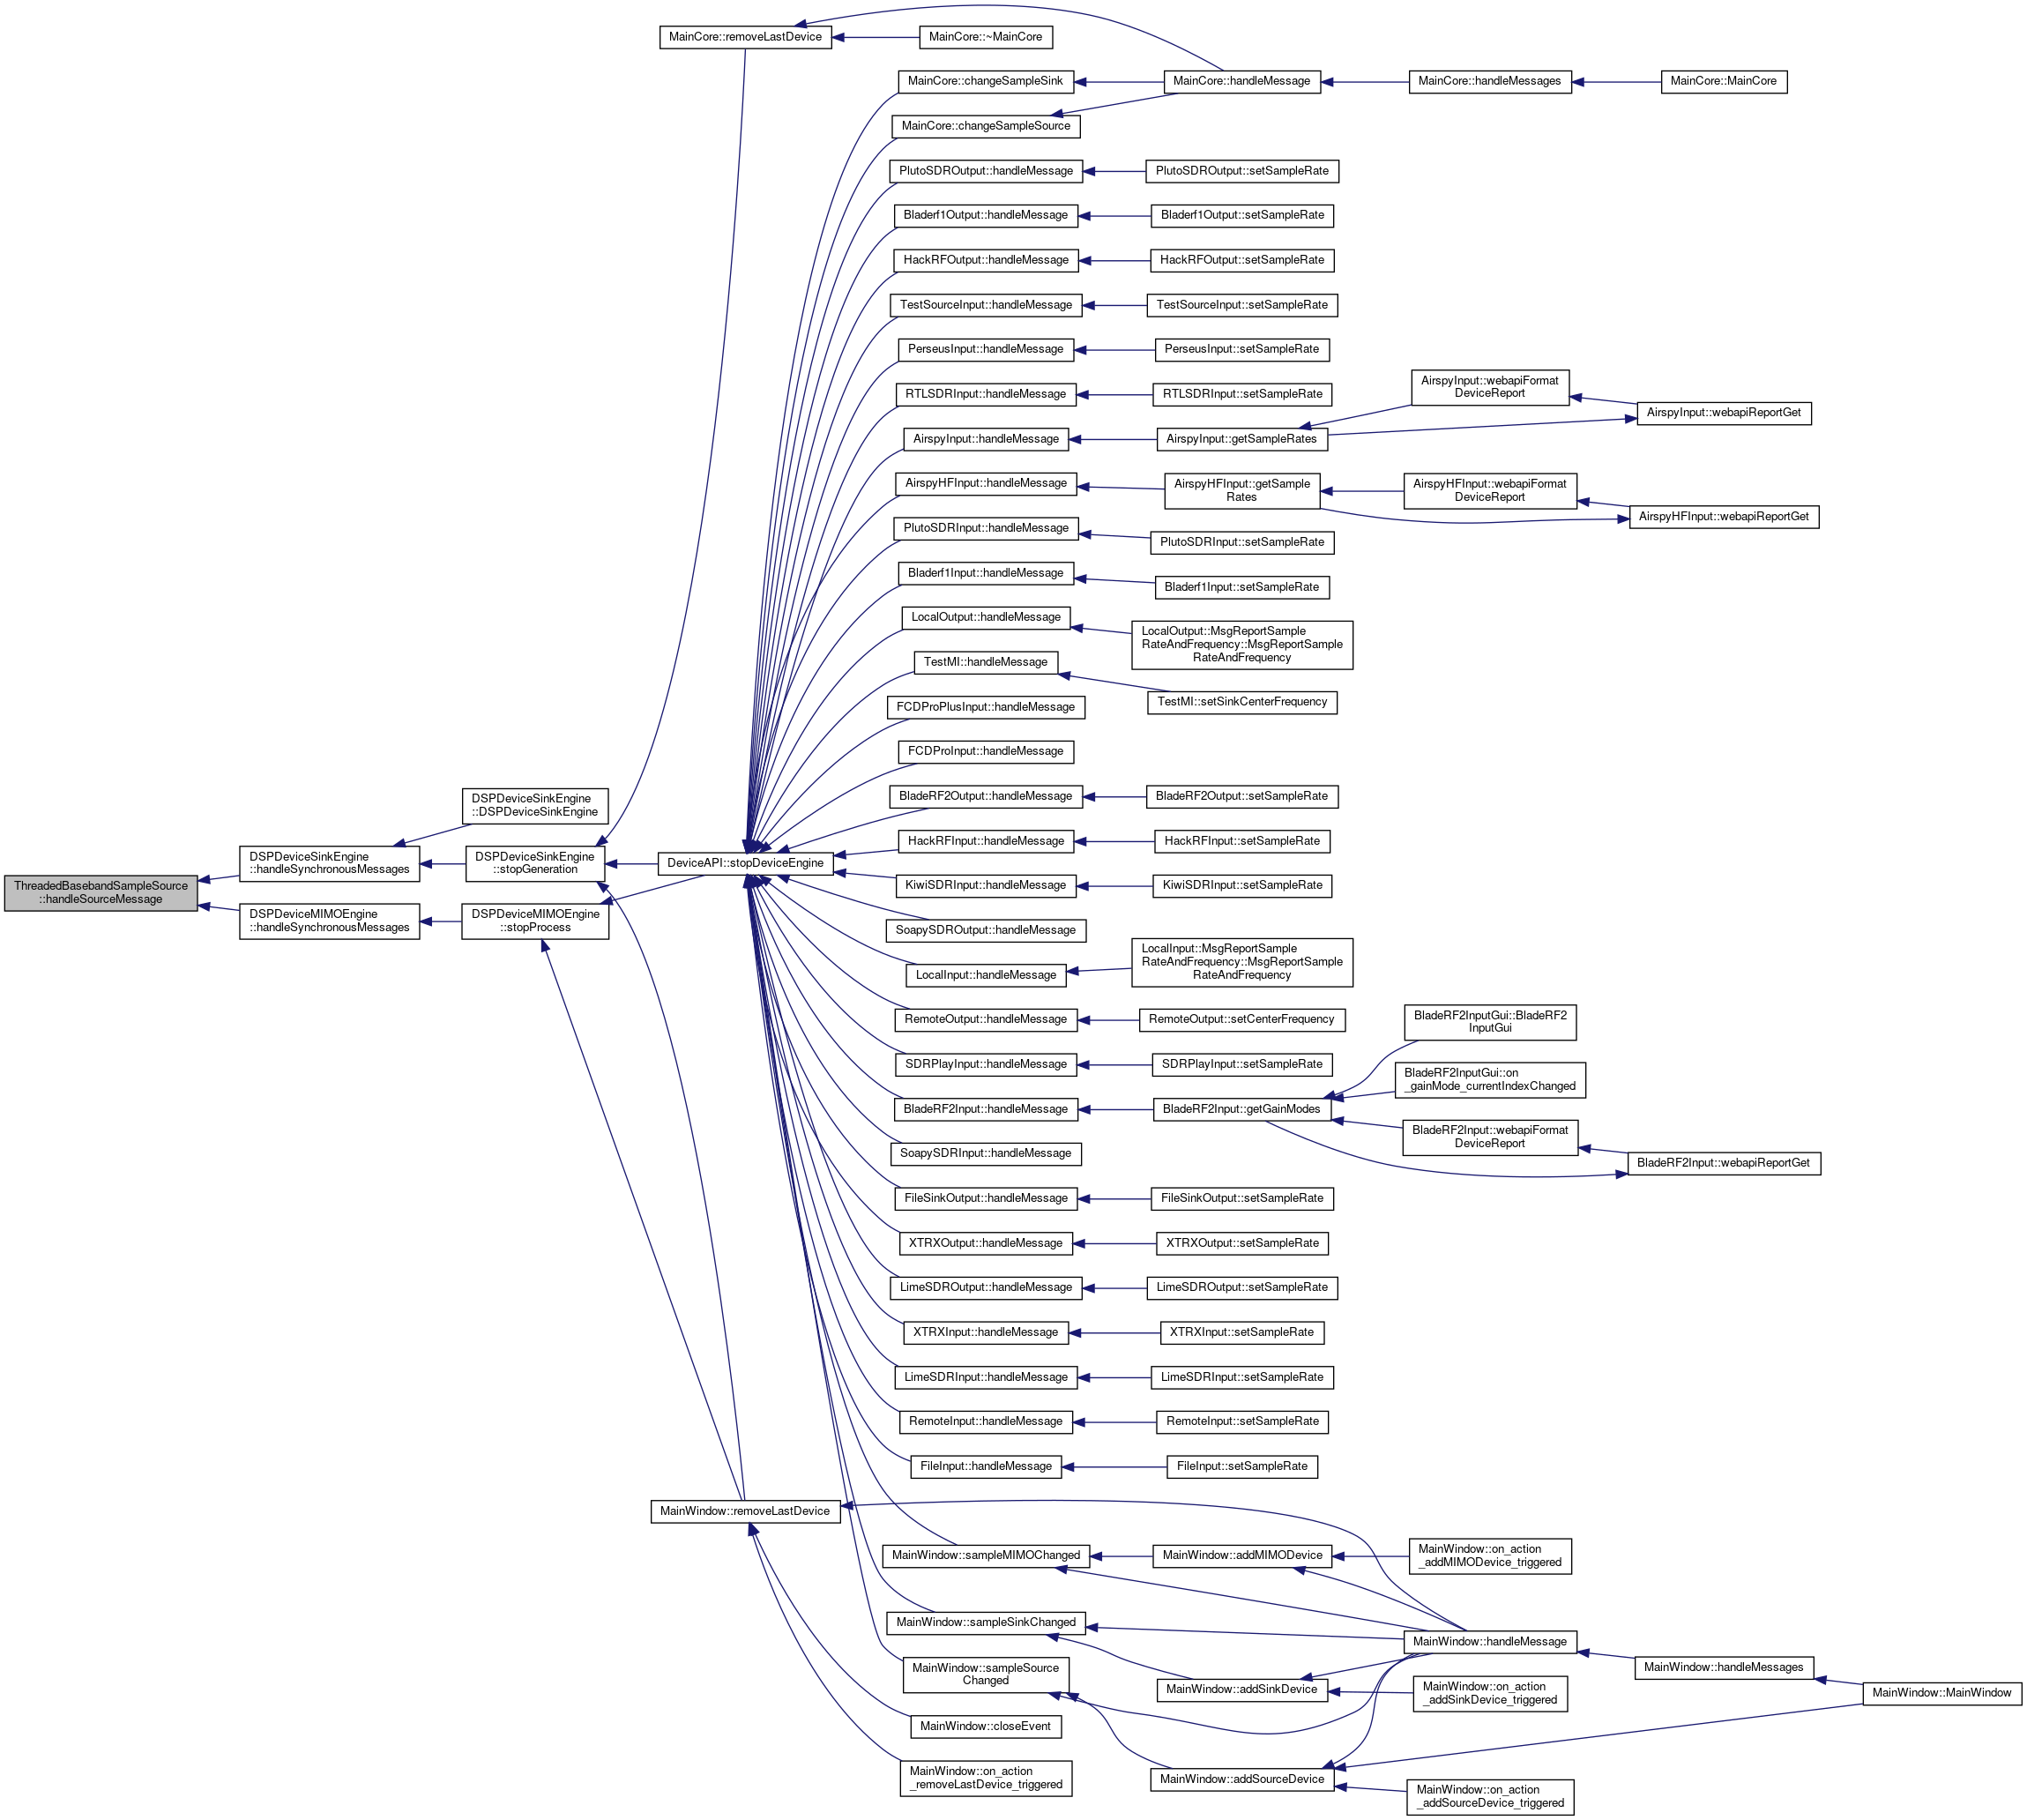 MainCore::removeLastDevice
MainCore::~MainCore
MainCore::changeSampleSink
MainCore::handleMessage
MainCore::handleMessages
MainCore::MainCore
MainCore::changeSampleSource
PlutoSDROutput::handleMessage
PlutoSDROutput::setSampleRate
Bladerf1Output::handleMessage
Bladerf1Output::setSampleRate
HackRFOutput::handleMessage
HackRFOutput::setSampleRate
TestSourceInput::handleMessage
TestSourceInput::setSampleRate
PerseusInput::handleMessage
PerseusInput::setSampleRate
RTLSDRInput::handleMessage
RTLSDRInput::setSampleRate
AirspyInput::webapiFormat
DeviceReport
AirspyInput::webapiReportGet
AirspyInput::handleMessage
AirspyInput::getSampleRates
AirspyHFInput::handleMessage
AirspyHFInput::getSample
Rates
AirspyHFInput::webapiFormat
DeviceReport
AirspyHFInput::webapiReportGet
PlutoSDRInput::handleMessage
PlutoSDRInput::setSampleRate
Bladerf1Input::handleMessage
Bladerf1Input::setSampleRate
LocalOutput::handleMessage
LocalOutput::MsgReportSample
RateAndFrequency::MsgReportSample
RateAndFrequency
TestMI::handleMessage
TestMI::setSinkCenterFrequency
FCDProPlusInput::handleMessage
FCDProInput::handleMessage
DSPDeviceSinkEngine
::DSPDeviceSinkEngine
BladeRF2Output::handleMessage
BladeRF2Output::setSampleRate
HackRFInput::handleMessage
HackRFInput::setSampleRate
DSPDeviceSinkEngine
::handleSynchronousMessages
DSPDeviceSinkEngine
::stopGeneration
DeviceAPI::stopDeviceEngine
ThreadedBasebandSampleSource
::handleSourceMessage
KiwiSDRInput::handleMessage
KiwiSDRInput::setSampleRate
DSPDeviceMIMOEngine
::handleSynchronousMessages
DSPDeviceMIMOEngine
::stopProcess
SoapySDROutput::handleMessage
LocalInput::handleMessage
LocalInput::MsgReportSample
RateAndFrequency::MsgReportSample
RateAndFrequency
RemoteOutput::handleMessage
RemoteOutput::setCenterFrequency
BladeRF2InputGui::BladeRF2
InputGui
SDRPlayInput::handleMessage
SDRPlayInput::setSampleRate
BladeRF2InputGui::on
_gainMode_currentIndexChanged
BladeRF2Input::handleMessage
BladeRF2Input::getGainModes
BladeRF2Input::webapiFormat
DeviceReport
BladeRF2Input::webapiReportGet
SoapySDRInput::handleMessage
FileSinkOutput::handleMessage
FileSinkOutput::setSampleRate
XTRXOutput::handleMessage
XTRXOutput::setSampleRate
LimeSDROutput::handleMessage
LimeSDROutput::setSampleRate
XTRXInput::handleMessage
XTRXInput::setSampleRate
LimeSDRInput::handleMessage
LimeSDRInput::setSampleRate
RemoteInput::handleMessage
RemoteInput::setSampleRate
FileInput::handleMessage
FileInput::setSampleRate
MainWindow::removeLastDevice
MainWindow::sampleMIMOChanged
MainWindow::addMIMODevice
MainWindow::on_action
_addMIMODevice_triggered
MainWindow::sampleSinkChanged
MainWindow::handleMessage
MainWindow::handleMessages
MainWindow::sampleSource
Changed
MainWindow::addSinkDevice
MainWindow::on_action
_addSinkDevice_triggered
MainWindow::MainWindow
MainWindow::closeEvent
MainWindow::on_action
_removeLastDevice_triggered
MainWindow::addSourceDevice
MainWindow::on_action
_addSourceDevice_triggered